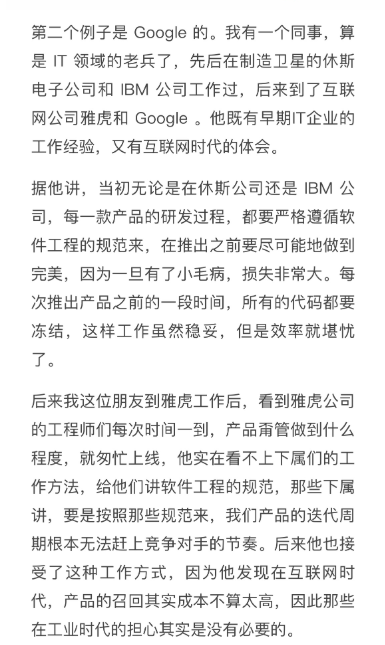 第二个例子是 Google 的。我有一个同事，算
是 IT 领域的老兵了，先后在制造卫星的休斯
电子公司和 IBM 公司工作过，后来到了互联
网公司雅虎和 Google 。他既有早期IT企业的
工作经验，又有互联网时代的体会。
据他讲，当初无论是在休斯公司还是 IBM 公
司，每一款产品的研发过程，都要严格遵循软
件工程的规范来，在推出之前要尽可能地做到
完美，因为一旦有了小毛病，损失非常大。每
次推出产品之前的一段时间，所有的代码都要
冻结，这样工作虽然稳妥，但是效率就堪忧
了。
后来我这位朋友到雅虎工作后，看到雅虎公司
的工程师们每次时间一到，产品甭管做到什么
程度，就匆忙上线，他实在看不上下属们的工
作方法，给他们讲软件工程的规范，那些下属
讲，要是按照那些规范来，我们产品的迭代周
期根本无法赶上竞争对手的节奏。后来他也接
受了这种工作方式，因为他发现在互联网时
代，产品的召回其实成本不算太高，因此那些
在工业时代的担心其实是没有必要的。